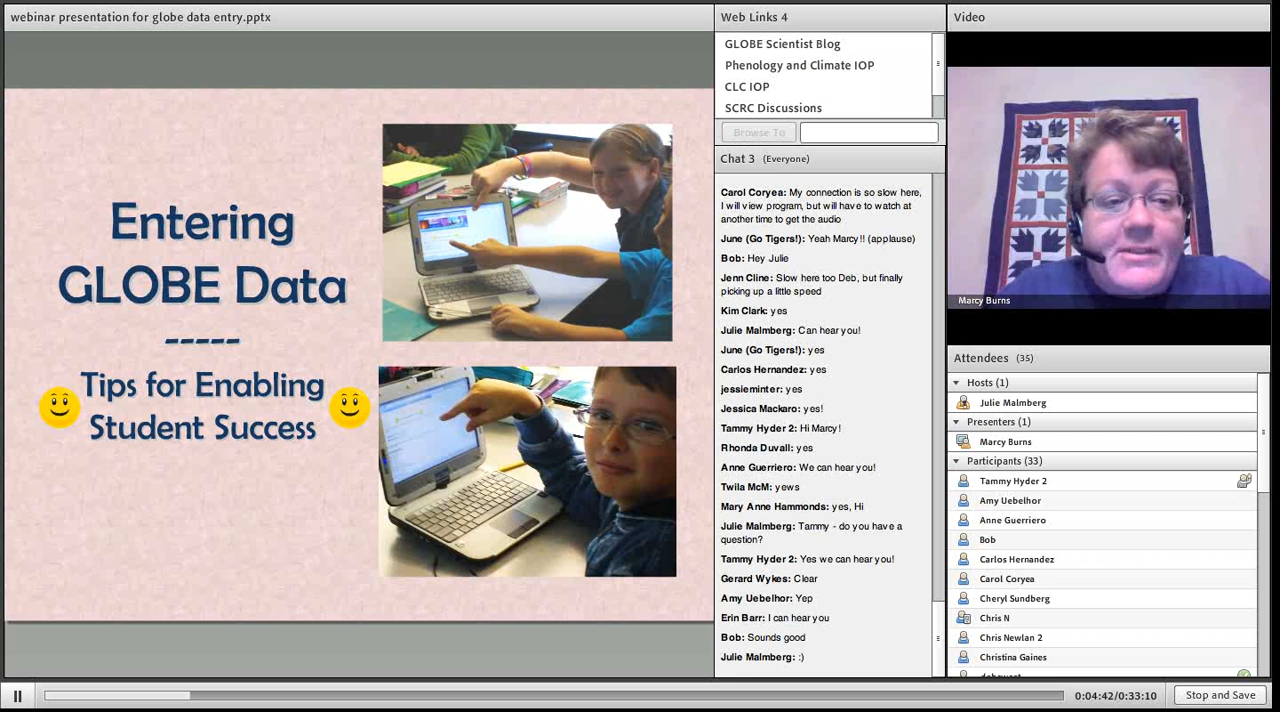 webinar presentation for globe data entry.pptx
Entering
GLOBE Data
-----
Tips for Enabling
Student Success
Web Links 4
GLOBE Scientist Blog
Phenology and Climate IOP
CLC IOP
SCRC Discussions
Browse To
Chat 3 (Everyone)
Carol Coryea: My connection is so slow here,
I will view program, but will have to watch at
another time to get the audio
June (Go Tigers!): Yeah Marcy!! (applause)
Bob: Hey Julie
Jenn Cline: Slow here too Deb, but finally
picking up a little speed
Kim Clark: yes
Julie Malmberg: Can hear you!
June (Go Tigers!): yes
Carlos Hernandez: yes
jessieminter: yes
Jessica Mackaro: yes!
Tammy Hyder 2: Hi Marcy!
Rhonda Duvall: yes
Anne Guerriero: We can hear you!
Twila McM: yews
Mary Anne Hammonds: yes, Hi
Julie Malmberg: Tammy - do you have a
question?
Tammy Hyder 2: Yes we can hear you!
Gerard Wykes: Clear
Amy Uebelhor: Yep
Erin Barr: I can hear you
Bob: Sounds good
Julie Malmberg: :)
Video
Marcy Burns
Attendees (35)
Hosts (1)
Julie Malmberg
Presenters (1)
Marcy Burns
Participants (33)
Tammy Hyder 2
Amy Uebelhor
Anne Guerriero
Bob
Carlos Hernandez
Carol Coryea
Cheryl Sundberg
Chris N
Chris Newlan 2
Christina Gaines
0:04:42/0:33:10
Stop and Save